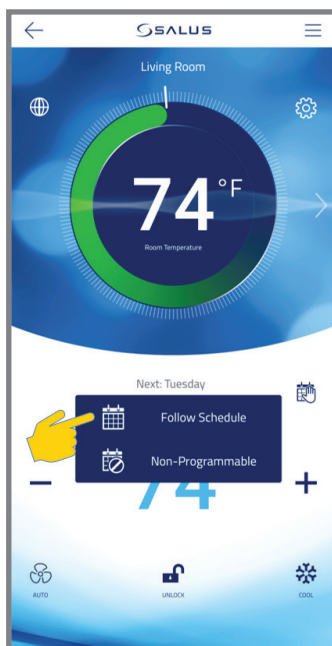 SALUS
Living Room
74°F
Room Temperature
Next: Tuesday
Follow Schedule
Non-Programmable
74
AUTO
UNLOCK
COOL